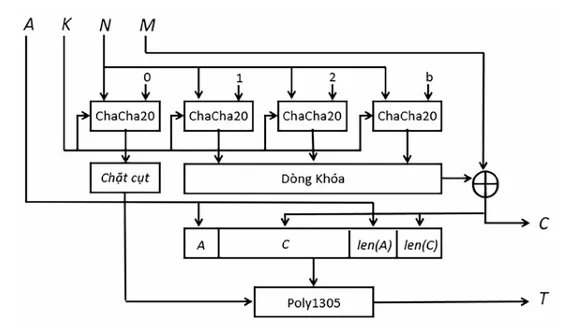 A K N M
0 1 2 b
ChaCha20 ChaCha20 ChaCha20 ChaCha20
Chặt cụt Dòng Khóa
C
A C len(A) len(C)
Poly1305 T